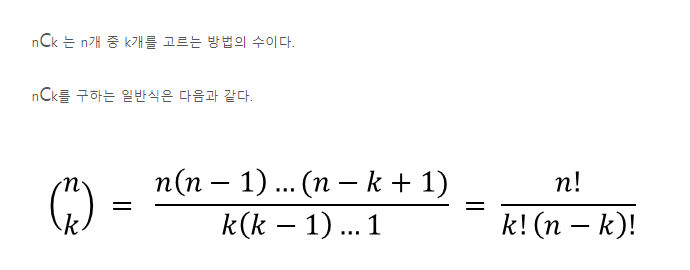 nCk 는 n개 중 k개를 고르는 방법의 수이다.
nCk를 구하는 일반식은 다음과 같다.
(n k) = n(n − 1) … (n − k + 1) / k(k − 1) … 1 = n! / k! (n − k)!